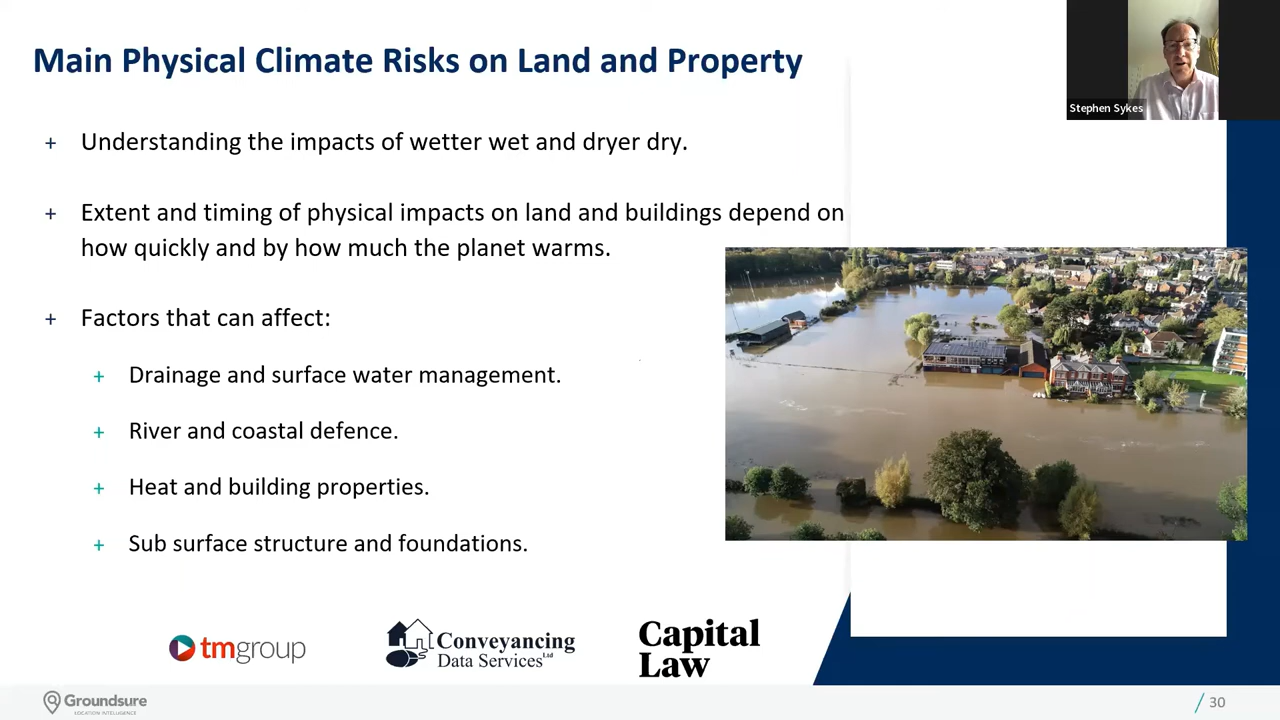 Main Physical Climate Risks on Land and Property
Stephen Sykes
+ Understanding the impacts of wetter wet and dryer dry.
+ Extent and timing of physical impacts on land and buildings depend on
how quickly and by how much the planet warms.
+ Factors that can affect:
+ Drainage and surface water management.
+ River and coastal defence.
+ Heat and building properties.
+ Sub surface structure and foundations.
tmgroup
Conveyancing
Data Services Ltd
Capital
Law
Groundsure
LOCATION INTELLIGENCE
/ 30